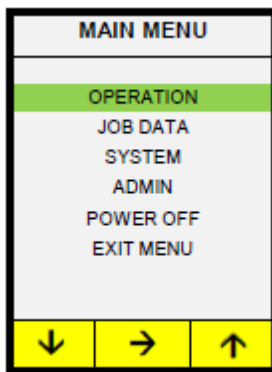 MAIN MENU
OPERATION
JOB DATA
SYSTEM
ADMIN
POWER OFF
EXIT MENU
↓ → ↑